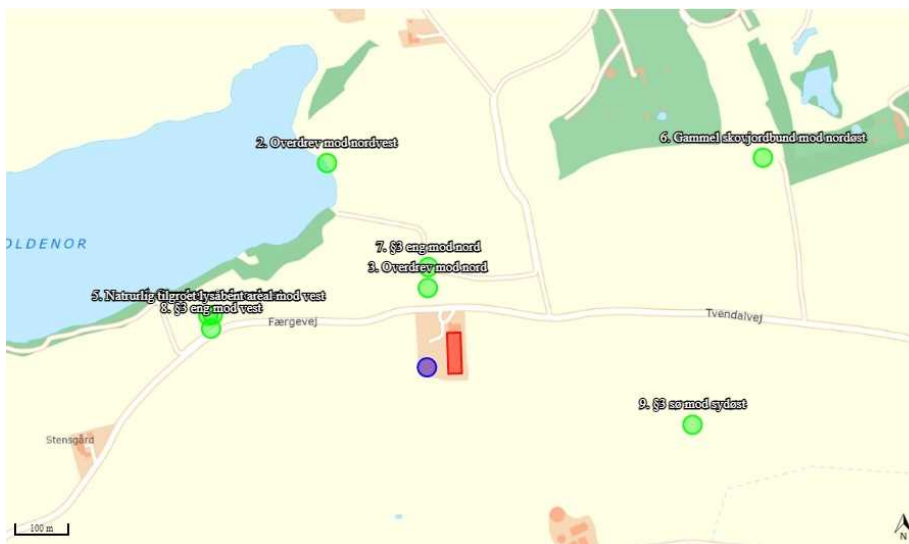 2. Overdrev mod nordvest
6. Gammel skovjordbund mod nordøst
OLDENOR
7. §3 eng mod nord
3. Overdrev mod nord
5. Natrurlig tilgroet lysåbent areal mod vest
8. §3 eng mod vest
Færgevej
Tvendalvej
9. §3 sø mod sydøst
Stensgård
100 m
N